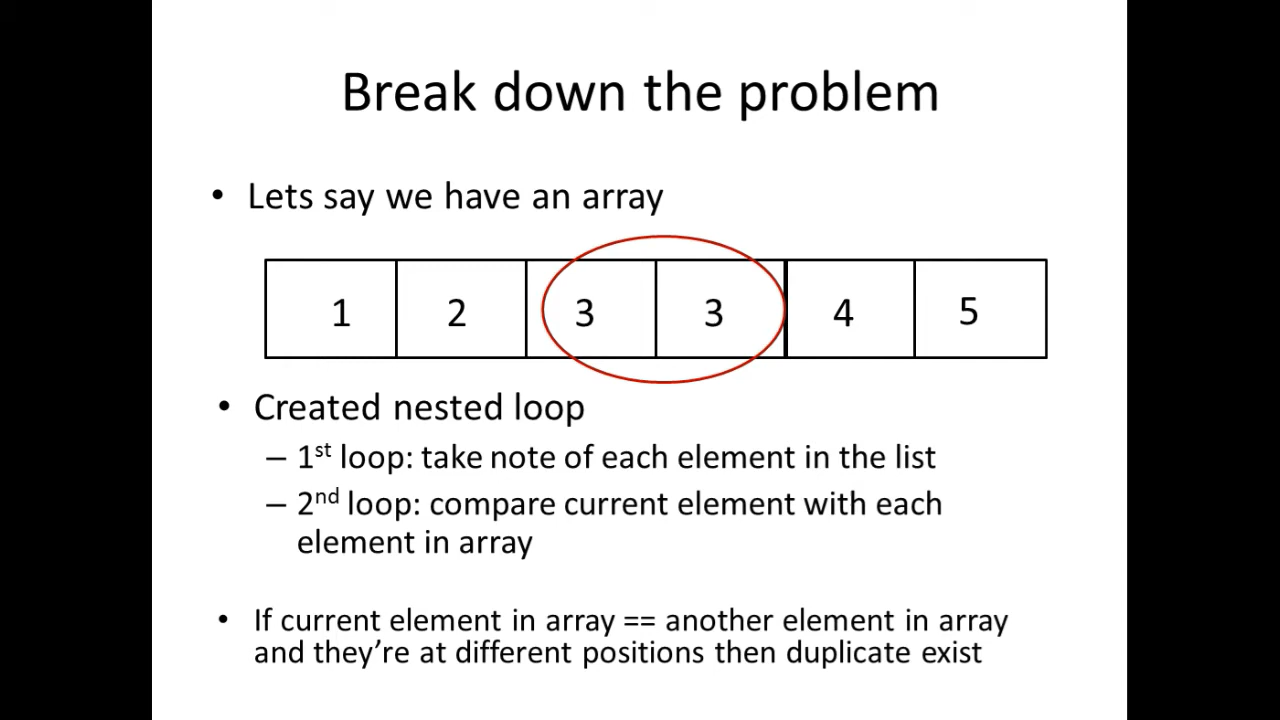 Break down the problem
• Lets say we have an array
1 2 3 3 4 5
• Created nested loop
– 1st loop: take note of each element in the list
– 2nd loop: compare current element with each
element in array
• If current element in array == another element in array
and they’re at different positions then duplicate exist